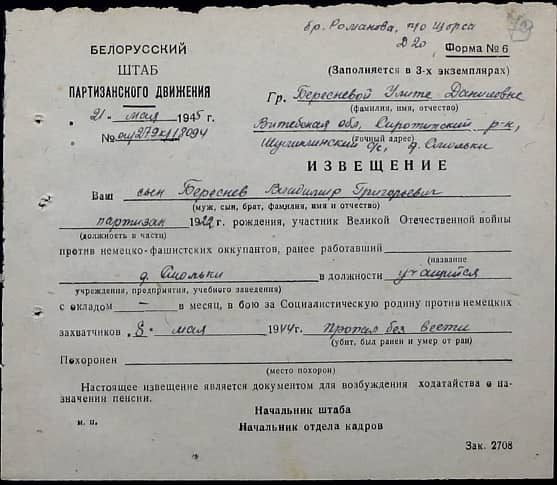 бр. Романова, п/о Щорса
Д 20
БЕЛОРУССКИЙ
ШТАБ
ПАРТИЗАНСКОГО ДВИЖЕНИЯ
21 - мая 1945 г.
№
Форма № 6
(Заполняется в 3-х экземплярах)
Гр. Бересневой Улите Даниловне
(фамилия, имя, отчество)
Витебская обл, Сиротинский р-н,
(точный адрес)
с/с, д. Смольки
ИЗВЕЩЕНИЕ
Ваш сын Береснев Владимир Григорьевич
(муж, сын, брат, фамилия, имя и отчество)
партизан г. рождения, участник Великой Отечественной войны
(должность в части)
против немецко-фашистских оккупантов, ранее работавший
(название
д. Смольки в должности учащийся
учреждения, предприятия, учебного заведения)
с окладом - в месяц, в бою за Социалистическую родину против немецких
захватчиков 8 - мая 1944 г. Пропал без вести
(убит, был ранен и умер от ран)
Похоронен
(место похорон)
Настоящее извещение является документом для возбуждения ходатайства о на-
значении пенсии.
Начальник штаба
м. п.
Начальник отдела кадров
Зак. 2708